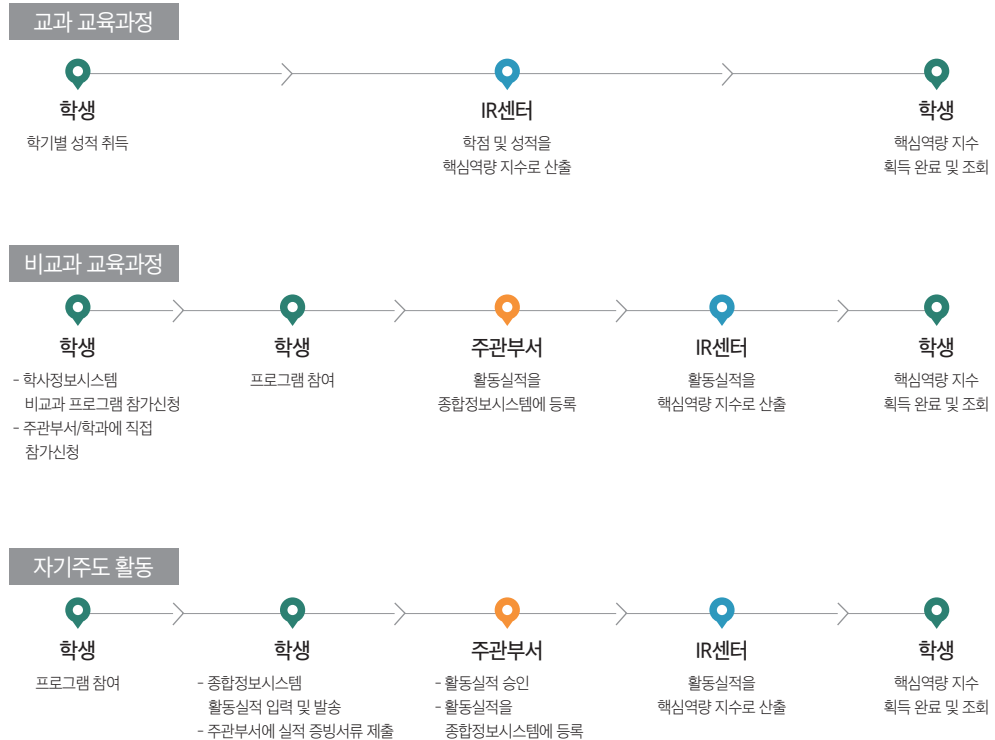 교과 교육과정
학생
학기별 성적 취득
IR센터
학점 및 성적을
핵심역량 지수로 산출
학생
핵심역량 지수
획득 완료 및 조회
비교과 교육과정
학생
- 학사정보시스템
비교과 프로그램 참가신청
- 주관부서/학과에 직접
참가신청
학생
프로그램 참여
주관부서
활동실적을
종합정보시스템에 등록
IR센터
활동실적을
핵심역량 지수로 산출
학생
핵심역량 지수
획득 완료 및 조회
자기주도 활동
학생
프로그램 참여
학생
- 종합정보시스템
활동실적 입력 및 발송
- 주관부서에 실적 증빙서류 제출
주관부서
- 활동실적 승인
- 활동실적을
종합정보시스템에 등록
IR센터
활동실적을
핵심역량 지수로 산출
학생
핵심역량 지수
획득 완료 및 조회